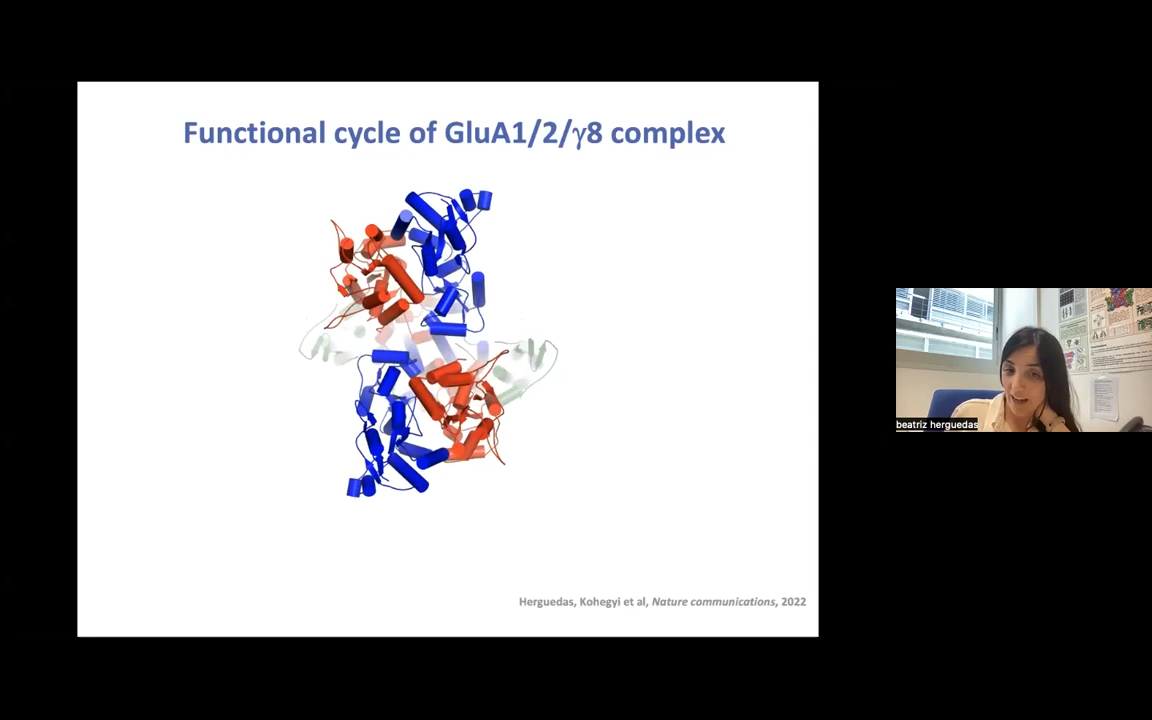 Functional cycle of GluA1/2/γ8 complex
Herguedas, Kohegyi et al, Nature communications, 2022
beatriz herguedas